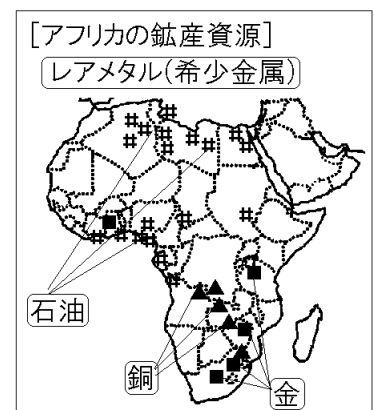 [アフリカの鉱産資源]
レアメタル(希少金属)
石油
銅
金